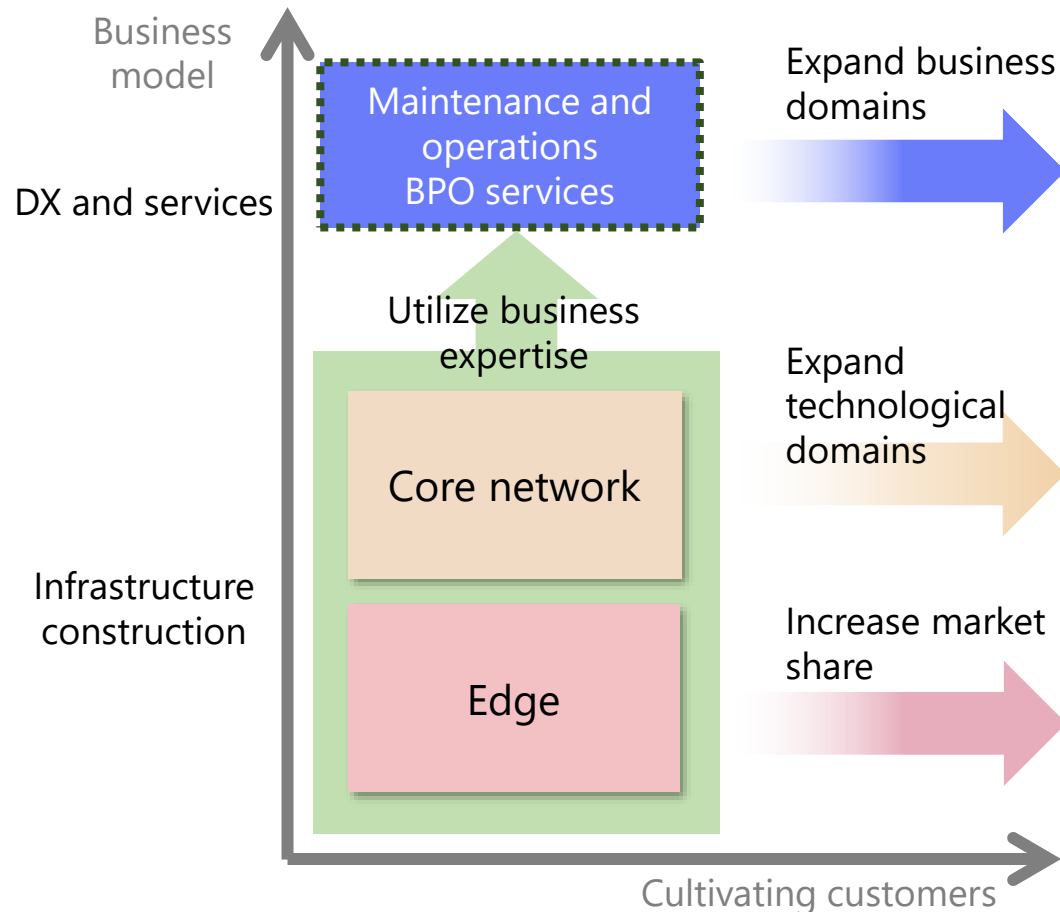 Business
model
Maintenance and
operations
BPO services
Expand business
domains
DX and services
Utilize business
expertise
Expand
technological
domains
Core network
Infrastructure
construction
Increase market
share
Edge
Cultivating customers